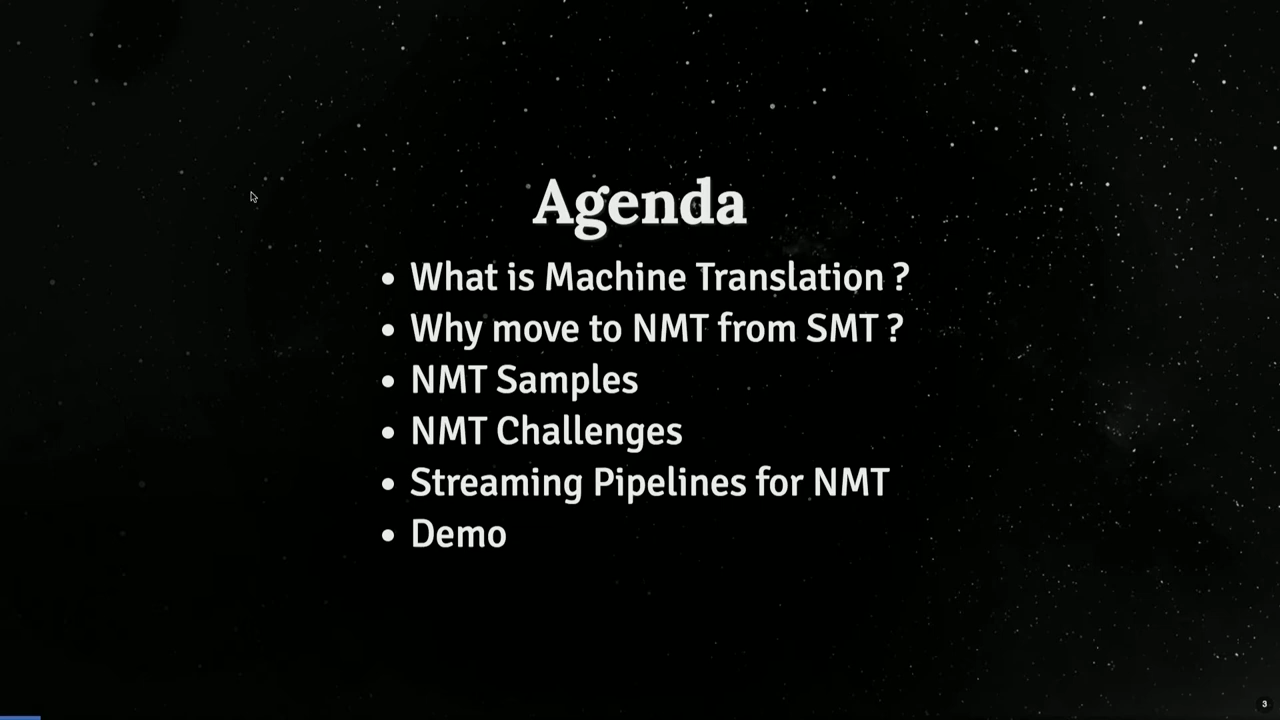 Agenda
• What is Machine Translation ?
• Why move to NMT from SMT ?
• NMT Samples
• NMT Challenges
• Streaming Pipelines for NMT
• Demo
3